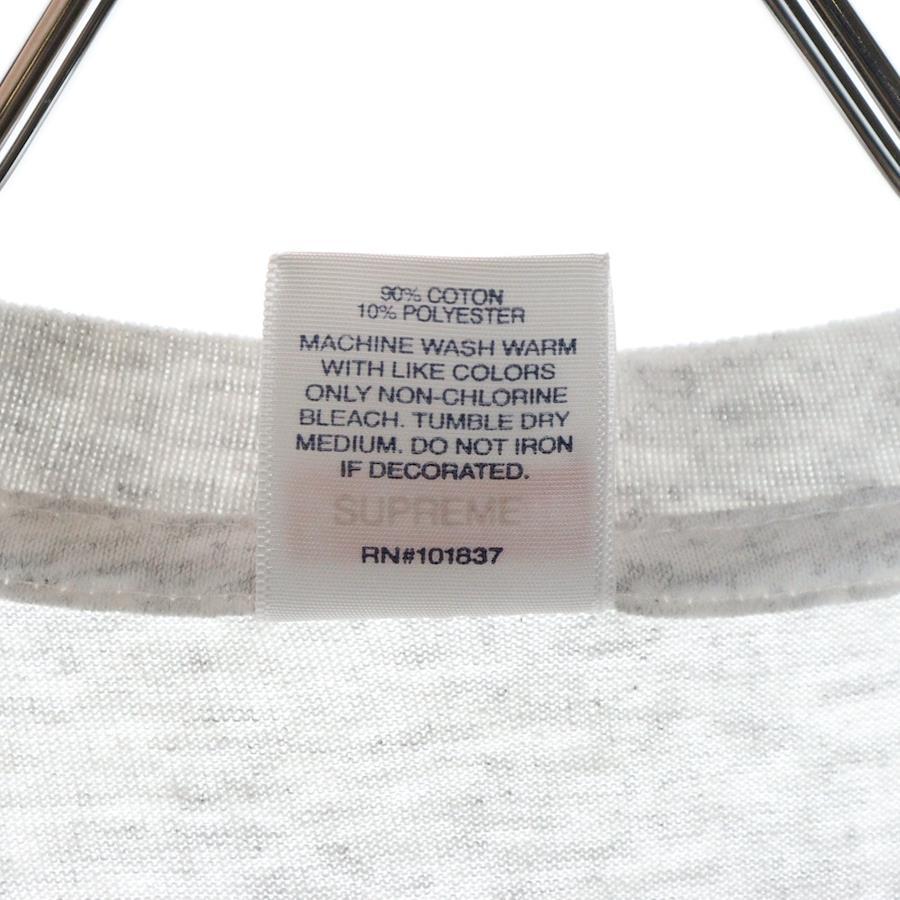 90% COTON
10% POLYESTER
MACHINE WASH WARM
WITH LIKE COLORS
ONLY NON-CHLORINE
BLEACH. TUMBLE DRY
MEDIUM. DO NOT IRON
IF DECORATED.
SUPREME
RN#101837